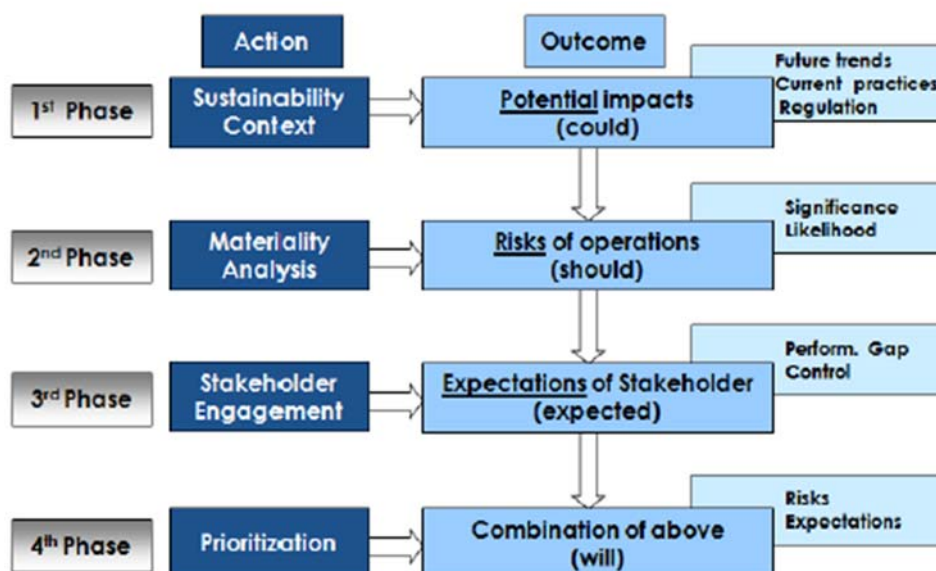 Action
Outcome
Future trends
Current practices
Regulation
1st Phase
Sustainability
Context
Potential impacts
(could)
Significance
Likelihood
2nd Phase
Materiality
Analysis
Risks of operations
(should)
Perform. Gap
Control
3rd Phase
Stakeholder
Engagement
Expectations of Stakeholder
(expected)
Risks
Expectations
4th Phase
Prioritization
Combination of above
(will)